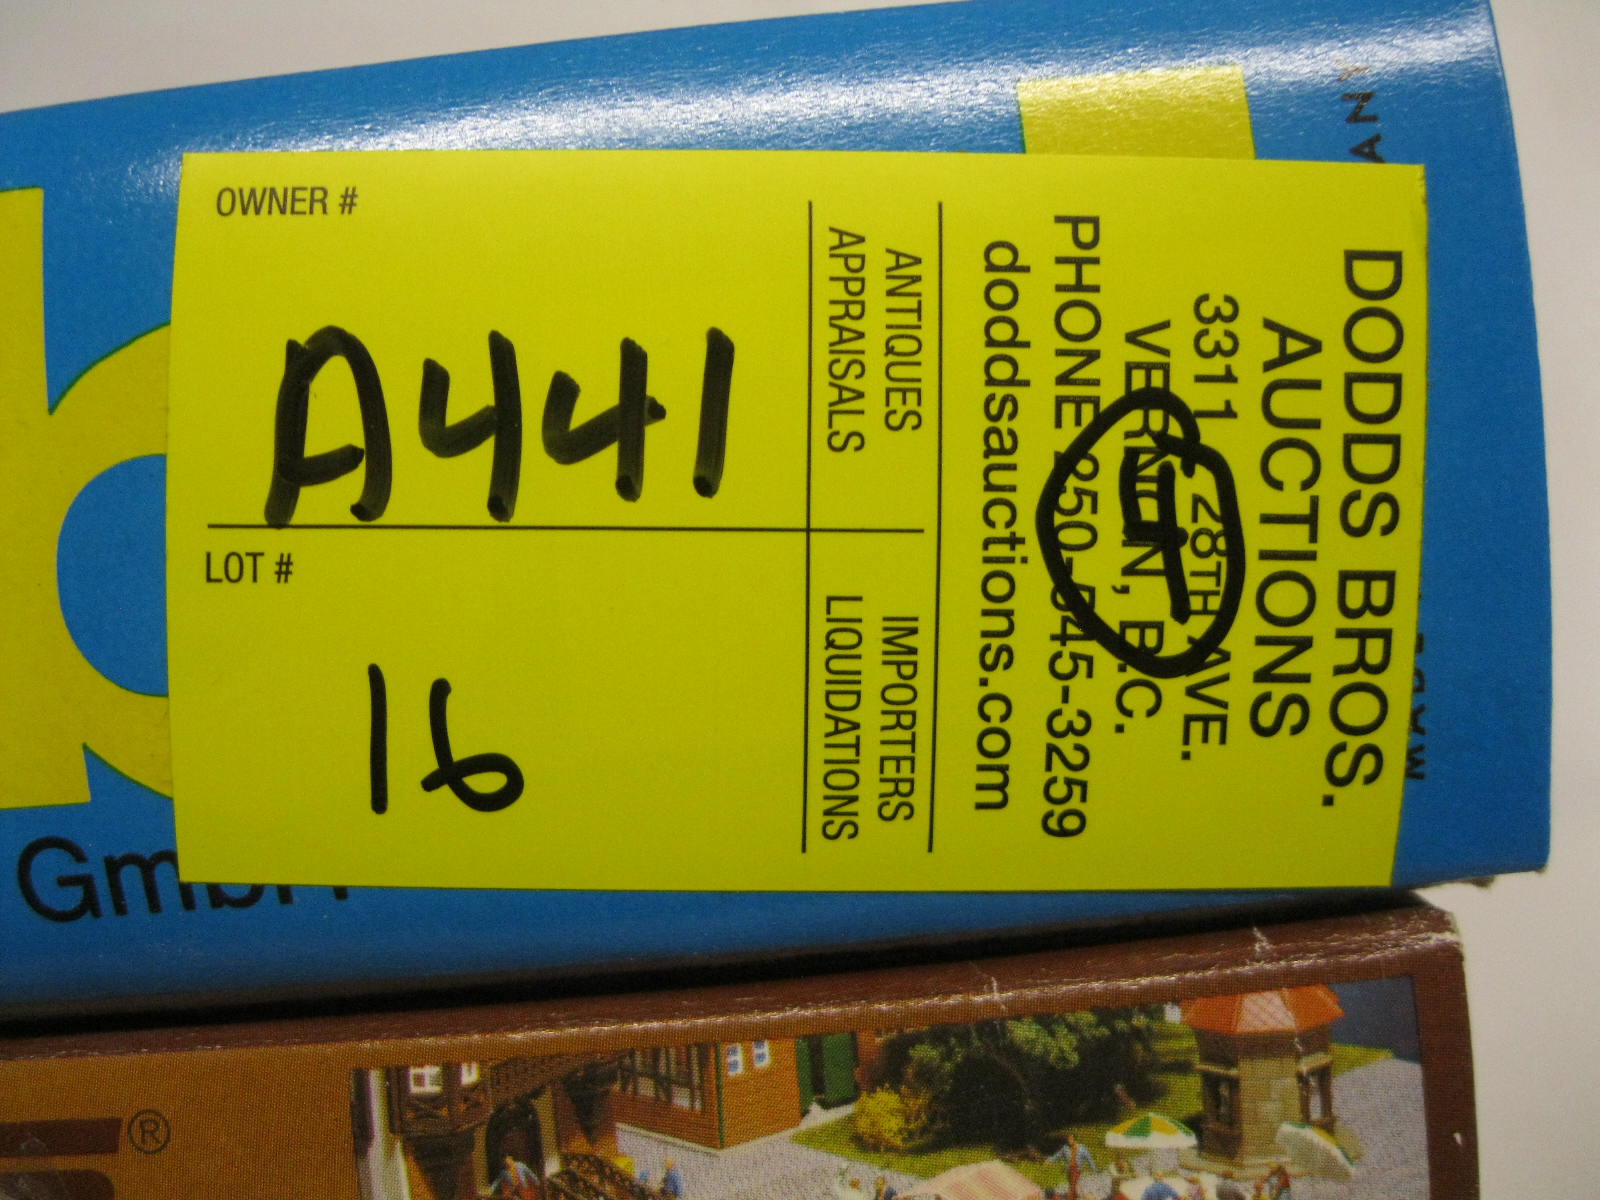 DODDS BROS.
AUCTIONS
3311 - 28TH AVE.
VERNON, B.C.
PHONE 250-545-3259
doddsauctions.com
ANTIQUES
APPRAISALS
IMPORTERS
LIQUIDATIONS
OWNER #
A441
LOT #
16
GmbH
®